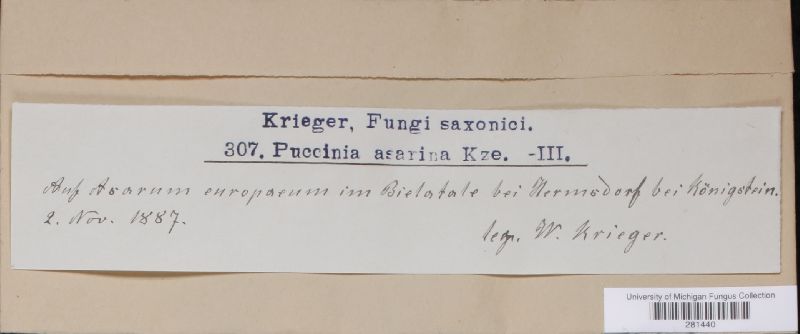 Krieger, Fungi saxonici.
307. Puccinia asarina Kze. -III.
Auf Asarum europaeum im Bielatale bei Hermsdorf bei Königstein.
2. Nov. 1887.
leg. W. Krieger.
University of Michigan Fungus Collection
281440